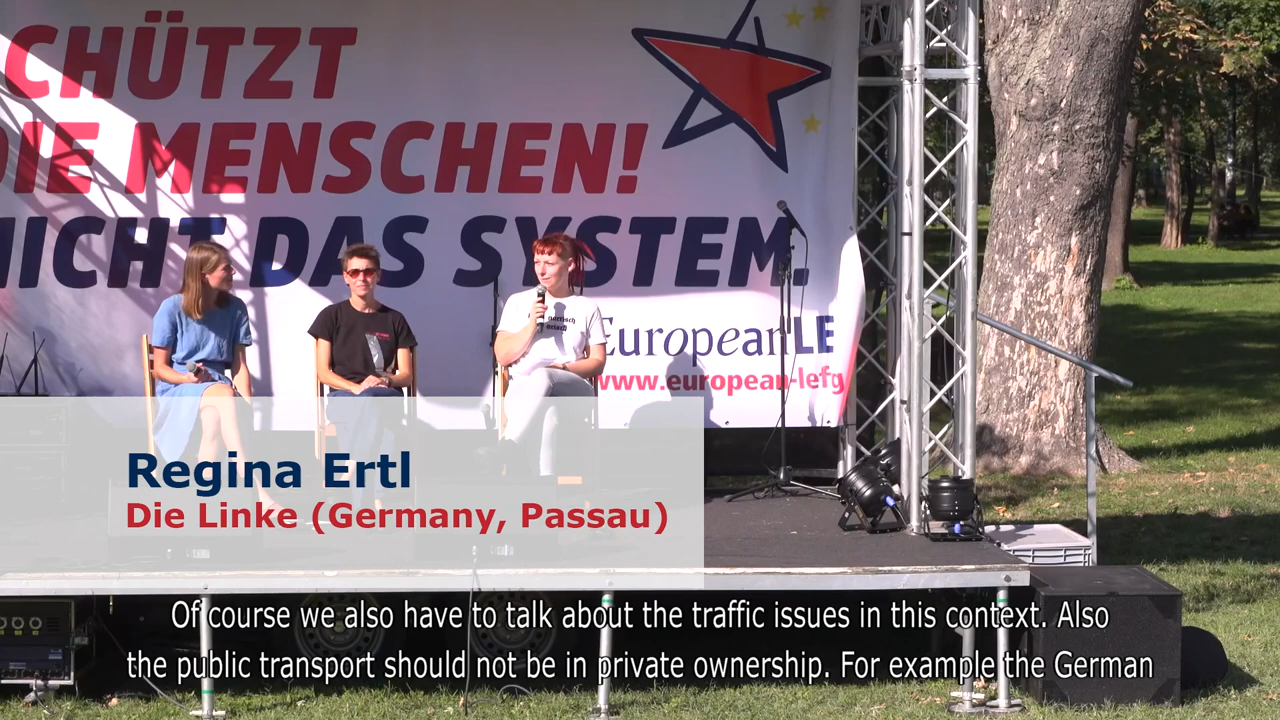 CHÜTZT
DIE MENSCHEN!
NICHT DAS SYSTEM.
EuropeanLE
www.european-lefg
Regina Ertl
Die Linke (Germany, Passau)
Of course we also have to talk about the traffic issues in this context. Also
the public transport should not be in private ownership. For example the German